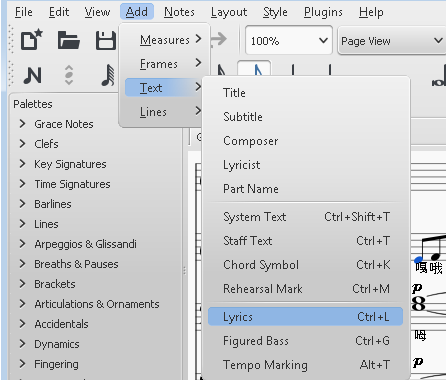 File Edit View Add Notes Layout Style Plugins Help
100% Page View
N
Measures
Frames
Text
Lines
Title
Subtitle
Composer
Lyricist
Part Name
System Text Ctrl+Shift+T
Staff Text Ctrl+T
Chord Symbol Ctrl+K
Rehearsal Mark Ctrl+M
Lyrics Ctrl+L
Figured Bass Ctrl+G
Tempo Marking Alt+T
Palettes
Grace Notes
Clefs
Key Signatures
Time Signatures
Barlines
Lines
Arpeggios & Glissandi
Breaths & Pauses
Brackets
Articulations & Ornaments
Accidentals
Dynamics
Fingering
嘎哦
p
8
呣
p